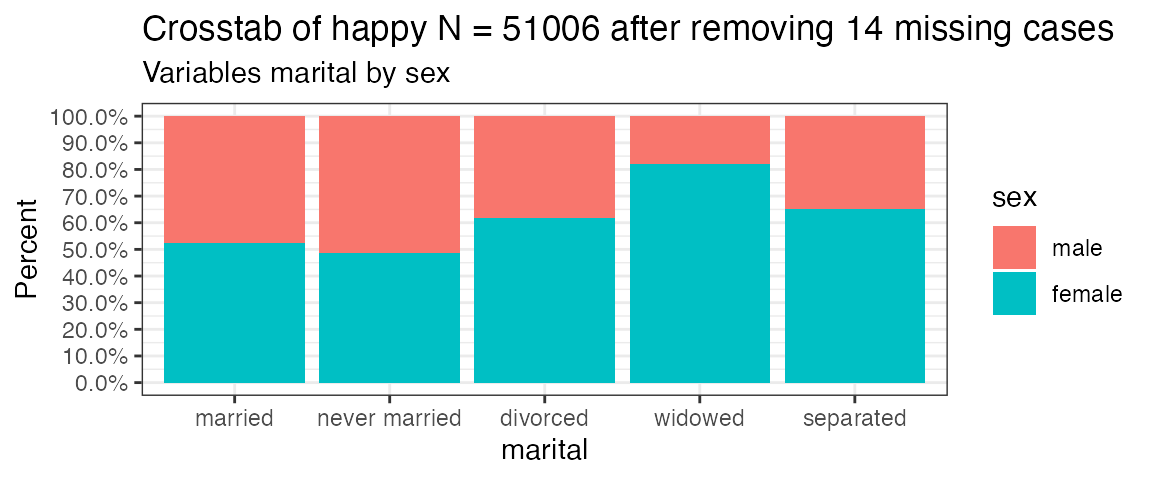 Crosstab of happy N = 51006 after removing 14 missing cases
Variables marital by sex
Percent
100.0%
90.0%
80.0%
70.0%
60.0%
50.0%
40.0%
30.0%
20.0%
10.0%
0.0%
married never married divorced widowed separated
marital
sex
male
female